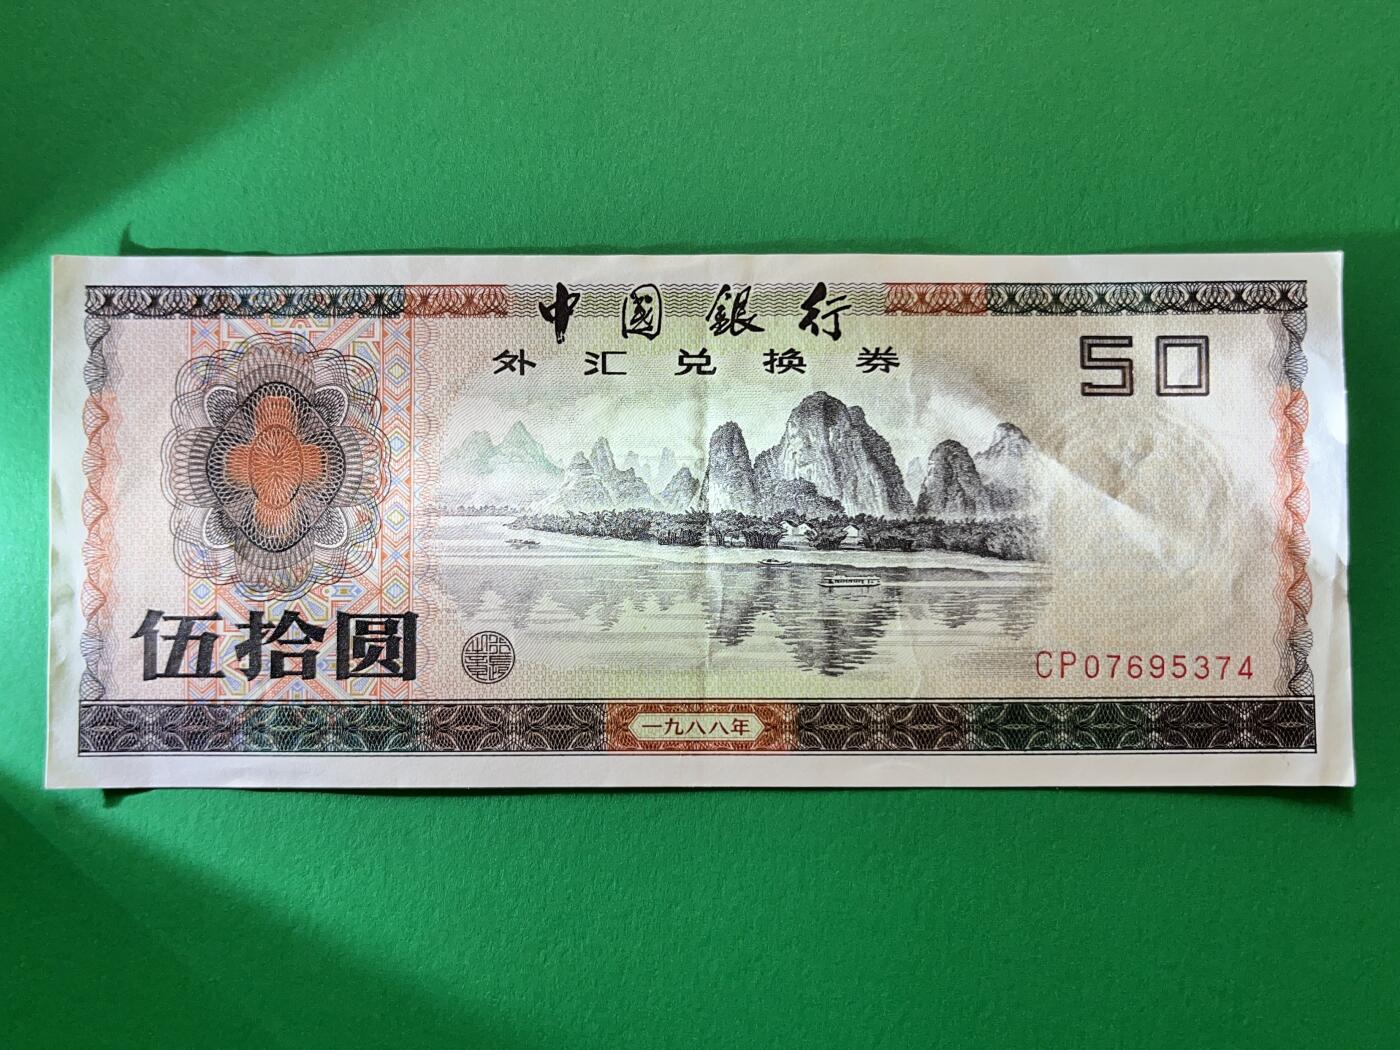 中國銀行
外汇兑换券
50
伍拾圆
CP07695374
一九八八年